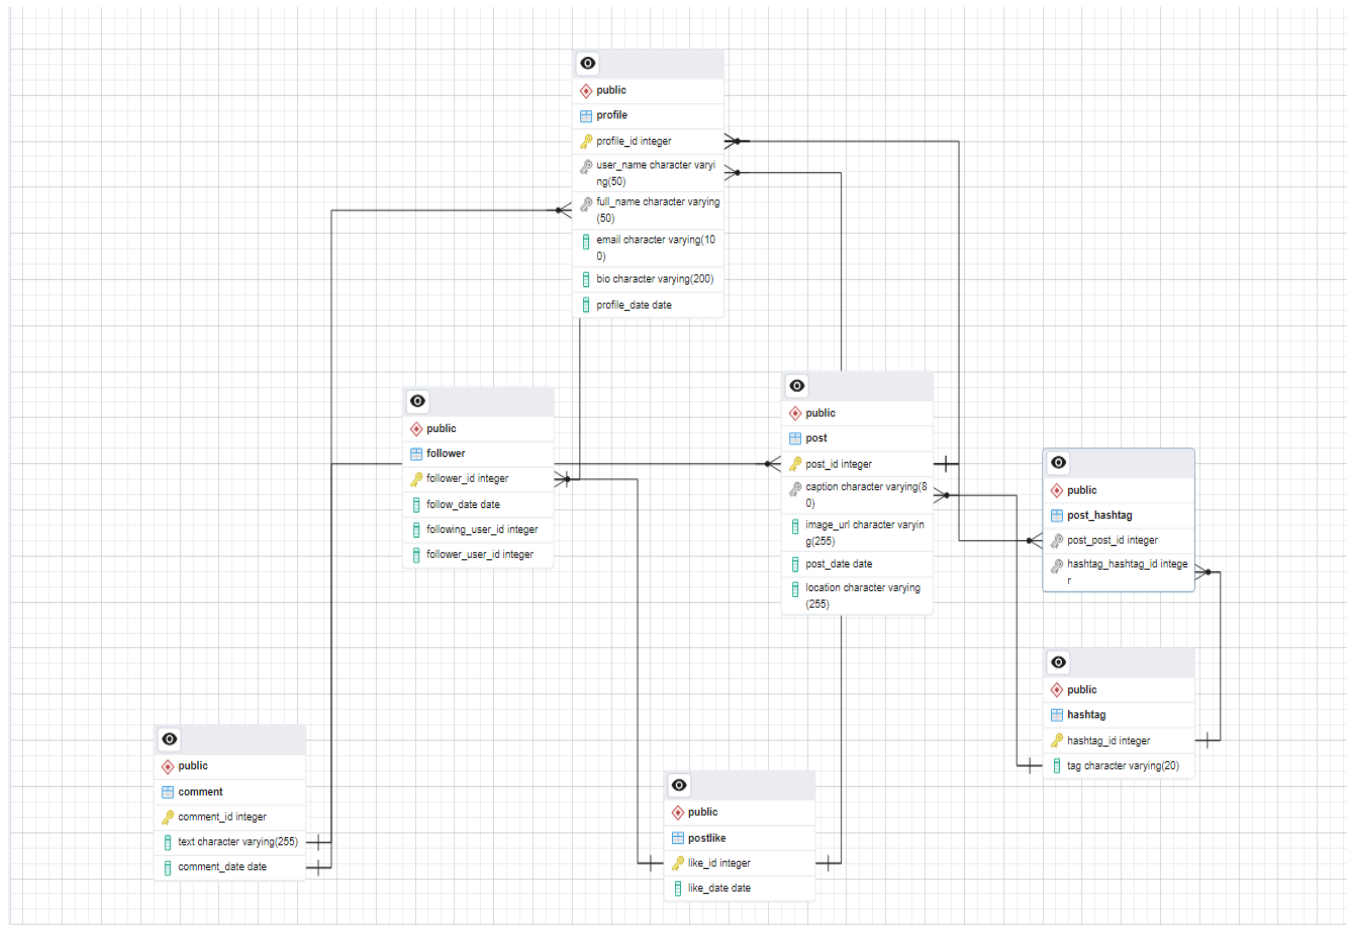 public
profile
profile_id integer
user_name character varyi
ng(50)
full_name character varying
(50)
email character varying(10
0)
bio character varying(200)
profile_date date
public
follower
follower_id integer
follow_date date
following_user_id integer
follower_user_id integer
public
post
post_id integer
caption character varying(8
0)
image_url character varyin
g(255)
post_date date
location character varying
(255)
public
post_hashtag
post_post_id integer
hashtag_hashtag_id intege
r
public
hashtag
hashtag_id integer
tag character varying(20)
public
comment
comment_id integer
text character varying(255)
comment_date date
public
postlike
like_id integer
like_date date